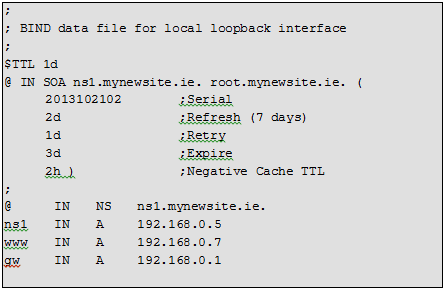 ;
; BIND data file for local loopback interface
;
$TTL 1d
@ IN SOA ns1.mynewsite.ie. root.mynewsite.ie. (
2013102102 ;Serial
2d ;Refresh (7 days)
1d ;Retry
3d ;Expire
2h ) ;Negative Cache TTL
;
@ IN NS ns1.mynewsite.ie.
ns1 IN A 192.168.0.5
www IN A 192.168.0.7
gw IN A 192.168.0.1